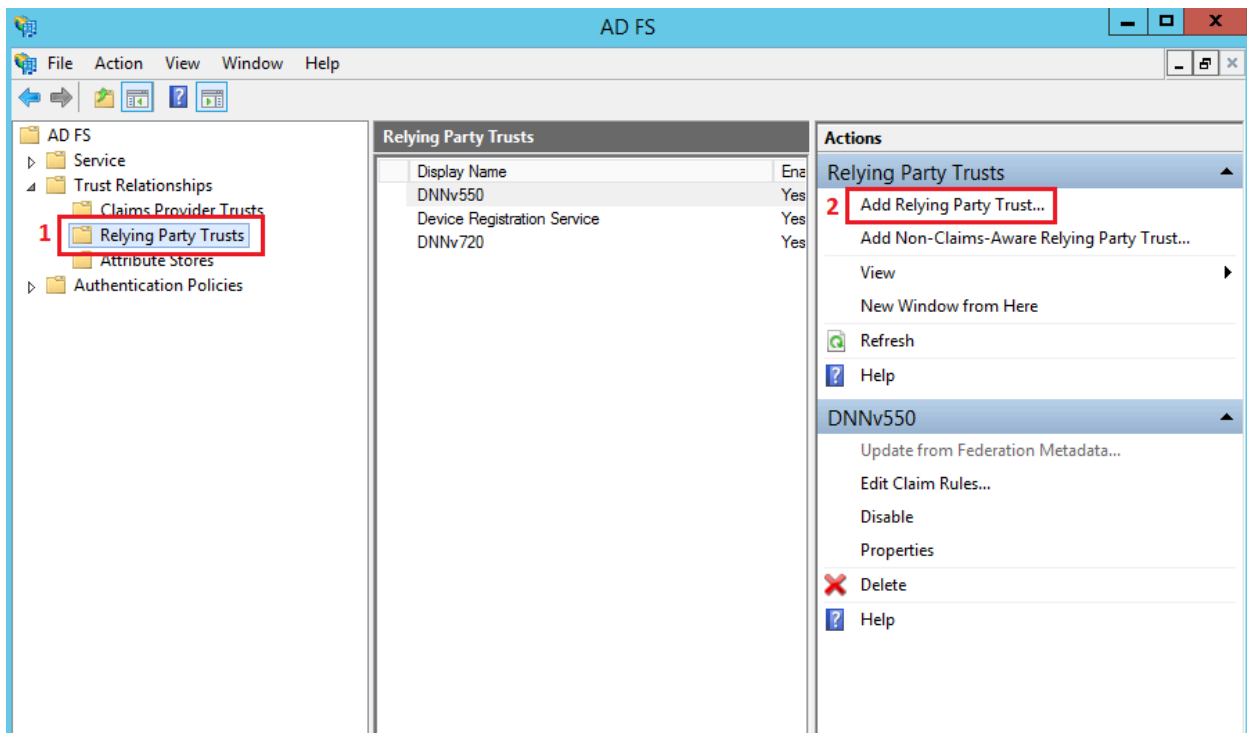 AD FS
File Action View Window Help
AD FS
Service
Trust Relationships
Claims Provider Trusts
1 Relying Party Trusts
Attribute Stores
Authentication Policies
Relying Party Trusts
Display Name Ena
DNNv550 Yes
Device Registration Service Yes
DNNv720 Yes
Actions
Relying Party Trusts
2 Add Relying Party Trust...
Add Non-Claims-Aware Relying Party Trust...
View
New Window from Here
Refresh
Help
DNNv550
Update from Federation Metadata...
Edit Claim Rules...
Disable
Properties
Delete
Help